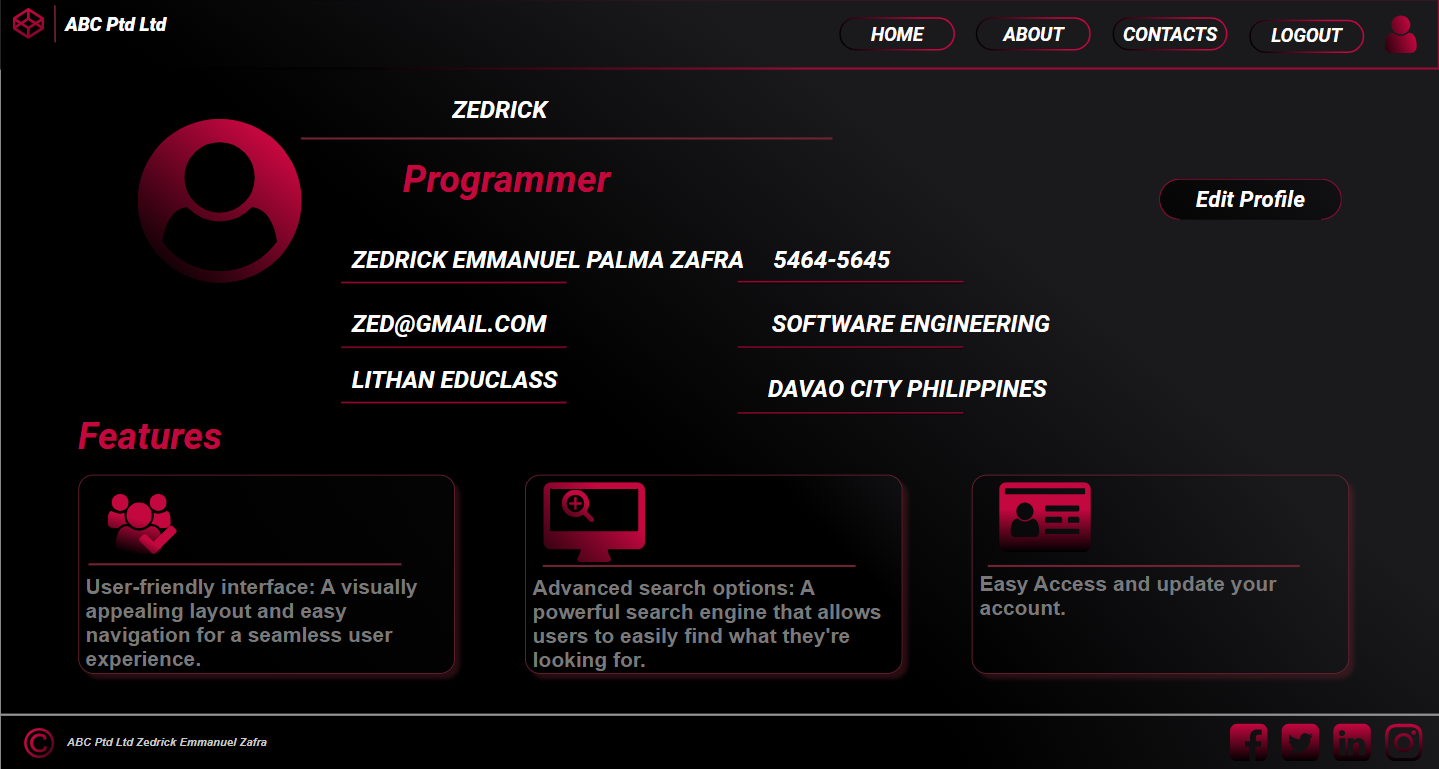 ABC Ptd Ltd
HOME
ABOUT
CONTACTS
LOGOUT
ZEDRICK
Programmer
Edit Profile
ZEDRICK EMMANUEL PALMA ZAFRA
5464-5645
ZED@GMAIL.COM
SOFTWARE ENGINEERING
LITHAN EDUCLASS
DAVAO CITY PHILIPPINES
Features
User-friendly interface: A visually
appealing layout and easy
navigation for a seamless user
experience.
Advanced search options: A
powerful search engine that allows
users to easily find what they're
looking for.
Easy Access and update your
account.
ABC Ptd Ltd Zedrick Emmanuel Zafra